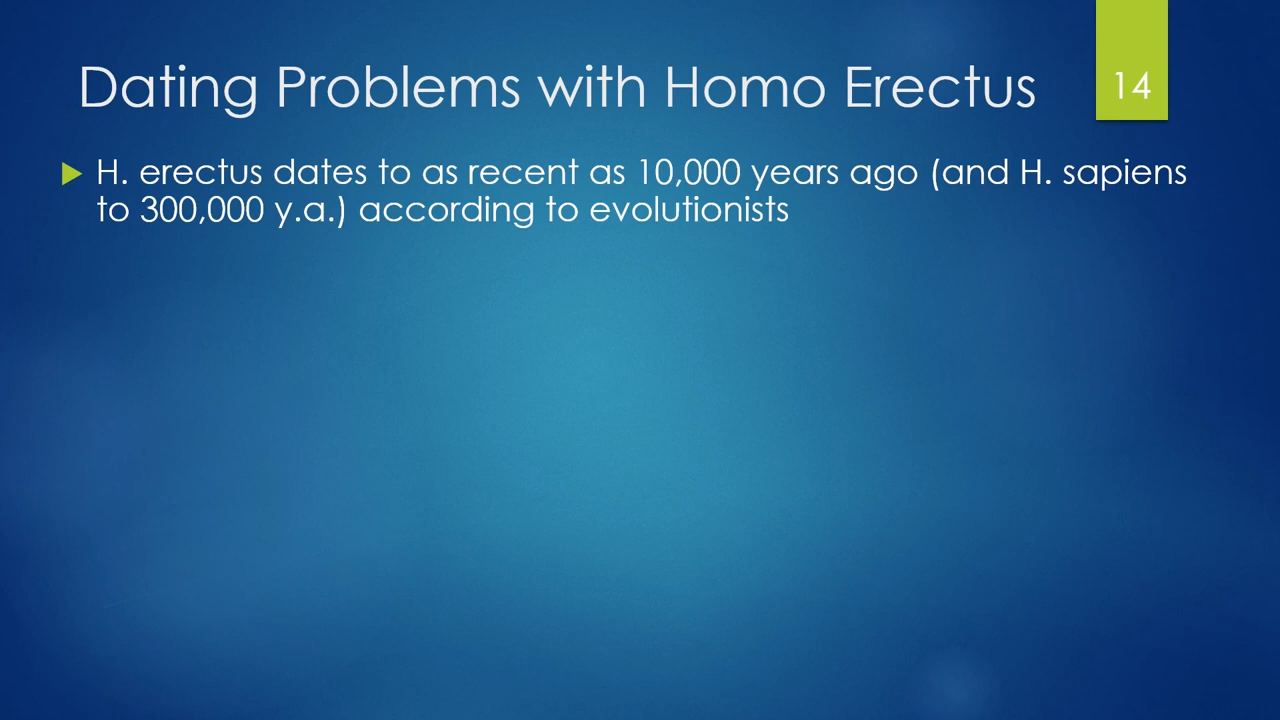 Dating Problems with Homo Erectus
14
H. erectus dates to as recent as 10,000 years ago (and H. sapiens
to 300,000 y.a.) according to evolutionists